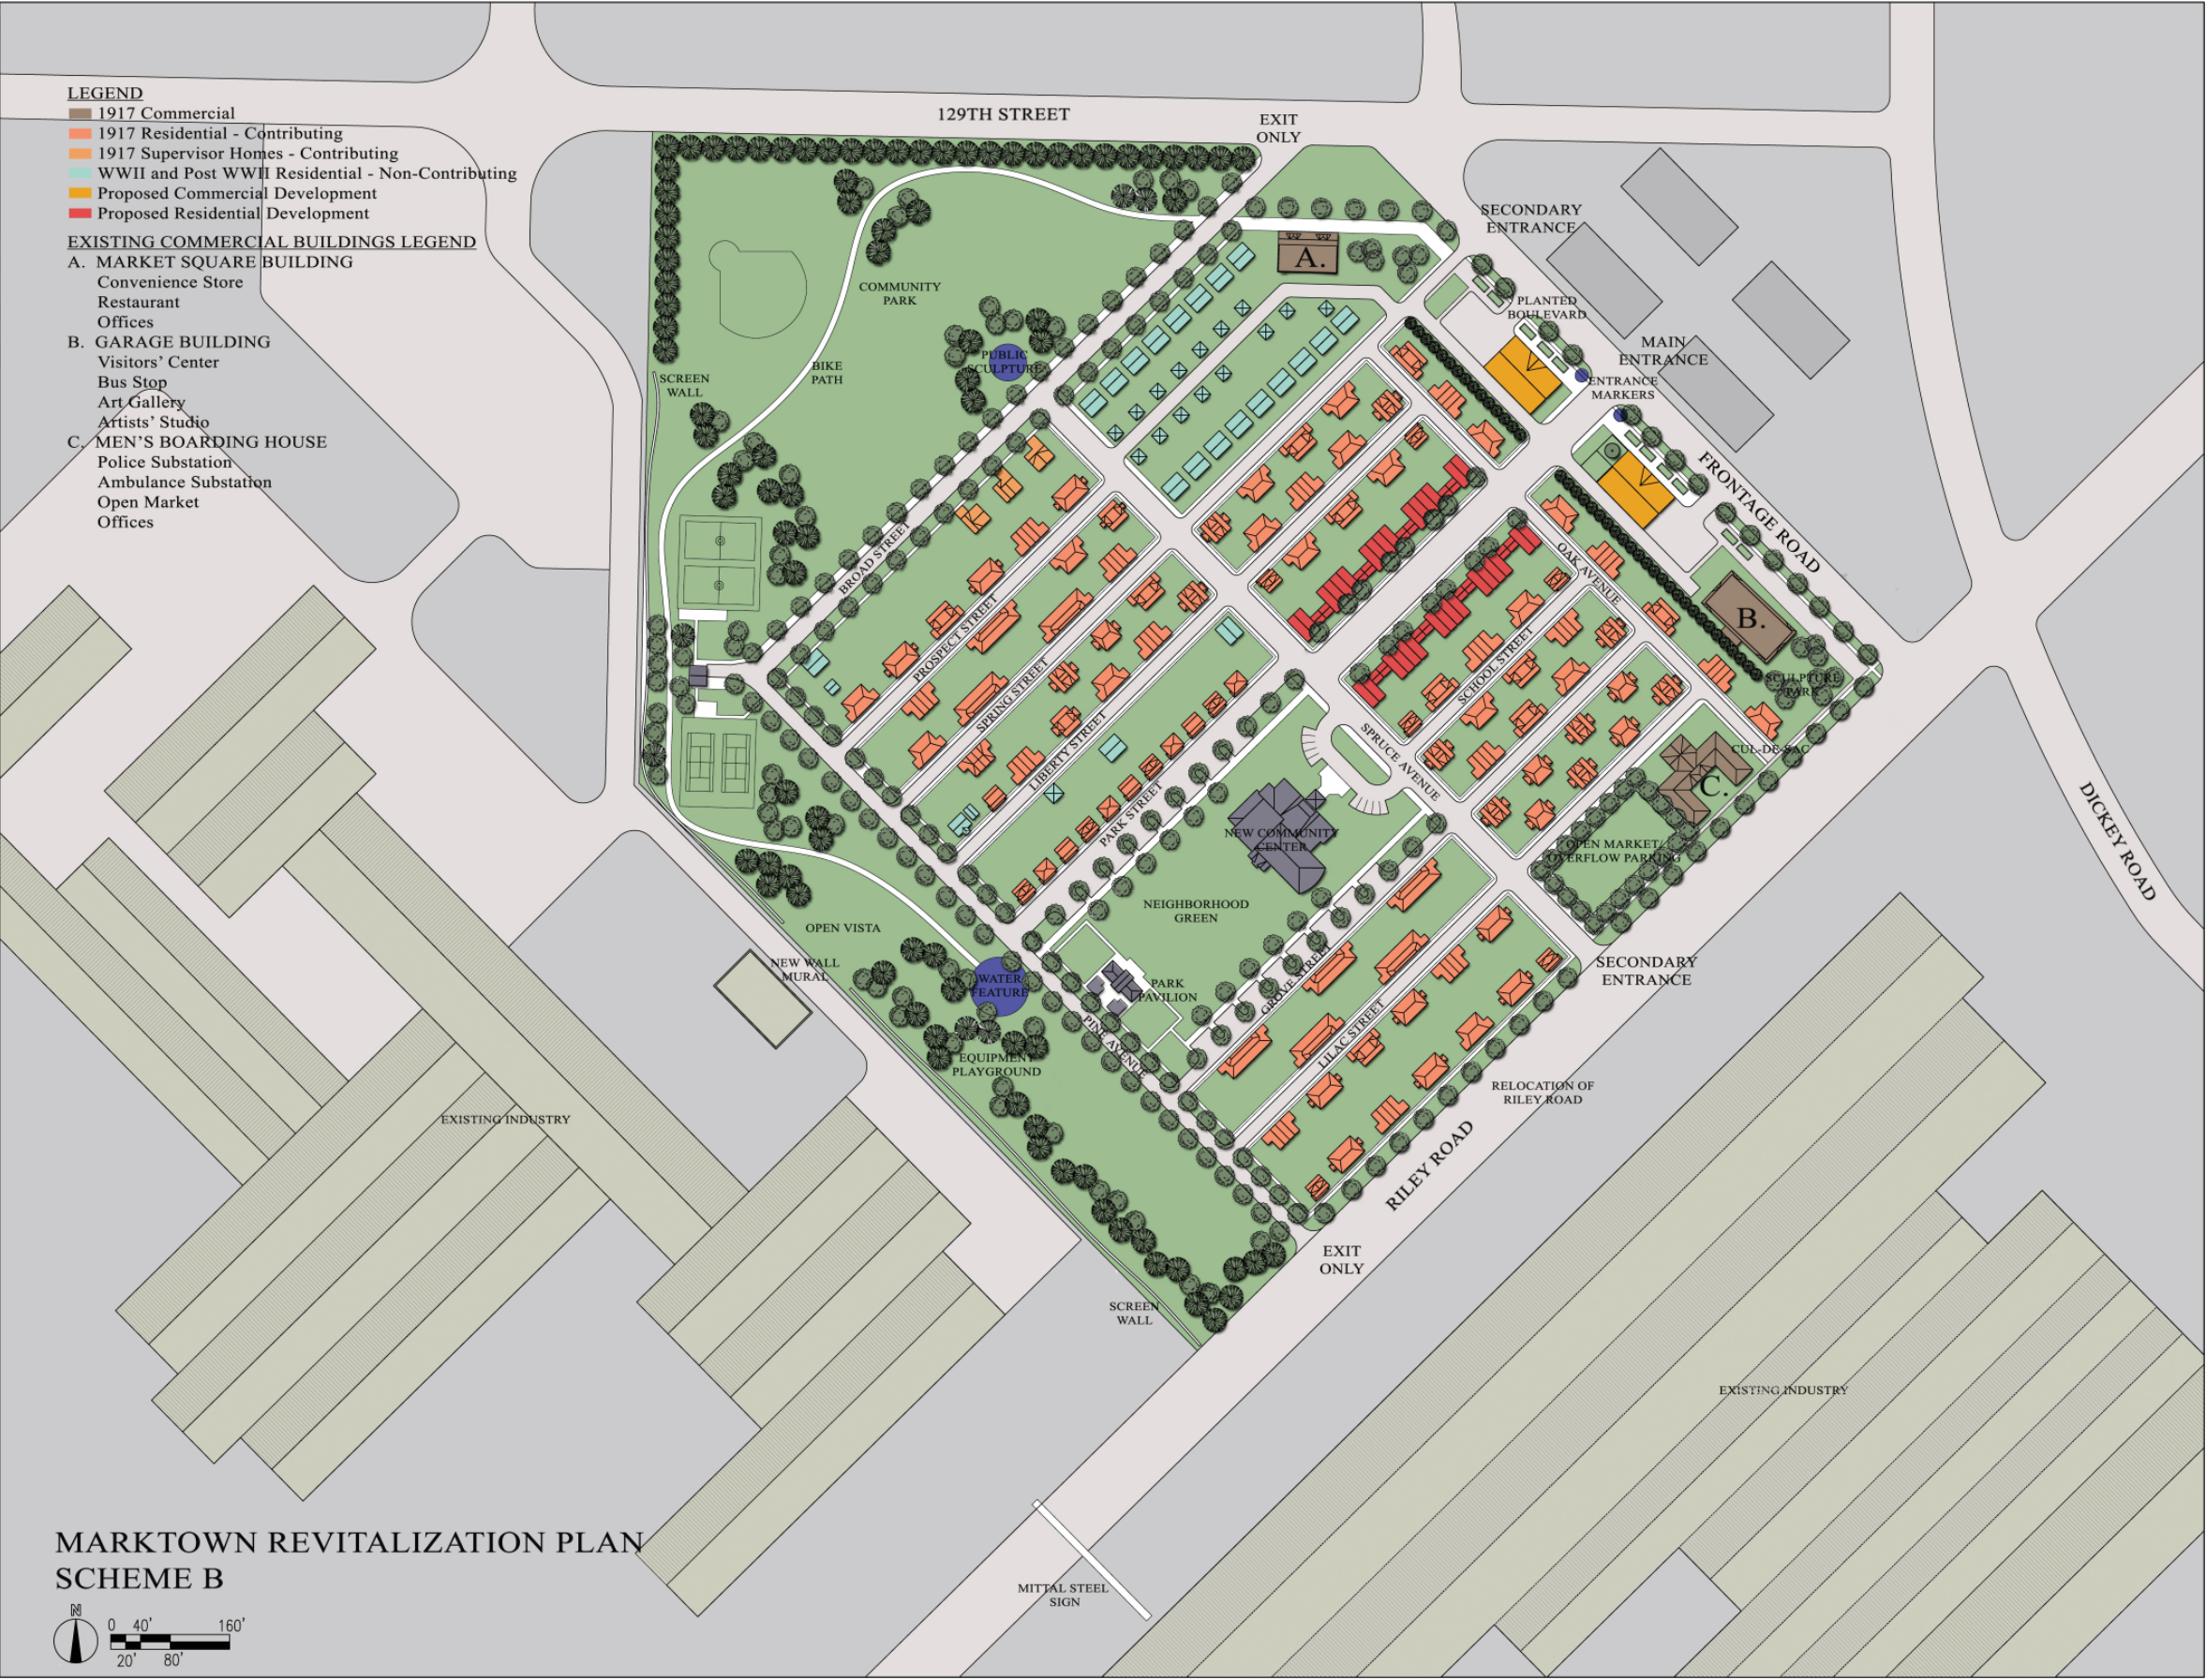 LEGEND
1917 Commercial
1917 Residential - Contributing
1917 Supervisor Homes - Contributing
WWII and Post WWII Residential - Non-Contributing
Proposed Commercial Development
Proposed Residential Development
EXISTING COMMERCIAL BUILDINGS LEGEND
A. MARKET SQUARE BUILDING
Convenience Store
Restaurant
Offices
B. GARAGE BUILDING
Visitors' Center
Bus Stop
Art Gallery
Artists' Studio
C. MEN'S BOARDING HOUSE
Police Substation
Ambulance Substation
Open Market
Offices
129TH STREET
EXIT
ONLY
SECONDARY
ENTRANCE
A.
COMMUNITY
PARK
PLANTED
BOULEVARD
MAIN
ENTRANCE
PUBLIC
SCULPTURE
BIKE
PATH
SCREEN
WALL
ENTRANCE
MARKERS
FRONTAGE ROAD
BROAD STREET
OAK AVENUE
B.
PROSPECT STREET
SCHOOL STREET
SPRING STREET
SCULPTURE
PARK
LIBERTY STREET
SPRUCE AVENUE
CUL-DE-SAC
C.
PARK STREET
NEW COMMUNITY
CENTER
OPEN MARKET/
OVERFLOW PARKING
DICKEY ROAD
NEIGHBORHOOD
GREEN
OPEN VISTA
NEW WALL
MURAL
WATER
FEATURE
PARK
PAVILION
GROVE STREET
SECONDARY
ENTRANCE
PINE AVENUE
LILAC STREET
EQUIPMENT
PLAYGROUND
RELOCATION OF
RILEY ROAD
EXISTING INDUSTRY
RILEY ROAD
EXIT
ONLY
SCREEN
WALL
EXISTING INDUSTRY
MITTAL STEEL
SIGN
MARKTOWN REVITALIZATION PLAN
SCHEME B
N
0 40' 160'
20' 80'